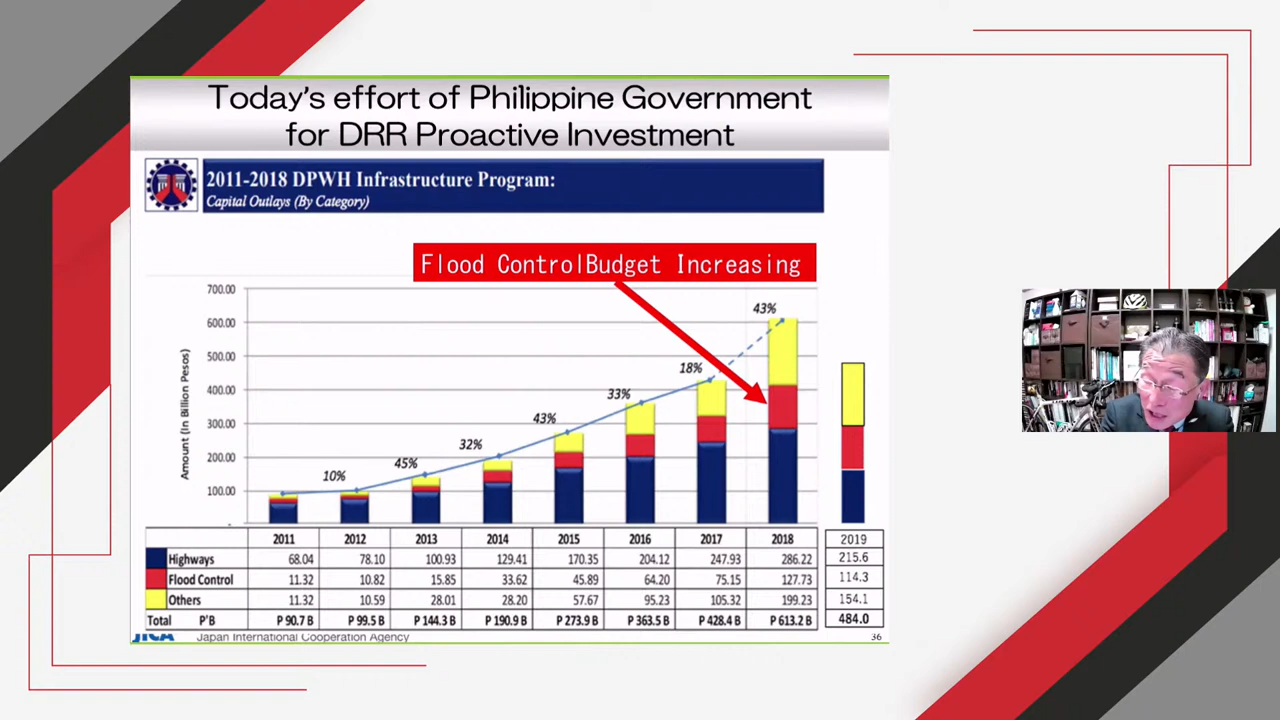 Today's effort of Philippine Government
for DRR Proactive Investment
2011-2018 DPWH Infrastructure Program:
Capital Outlays (By Category)
Flood ControlBudget Increasing
Amount (In Billion Pesos)
700.00
600.00
500.00
400.00
300.00
200.00
100.00
-
10%
45%
32%
43%
33%
18%
43%
2011 2012 2013 2014 2015 2016 2017 2018 2019
Highways 68.04 78.10 100.93 129.41 170.35 204.12 247.93 286.22 215.6
Flood Control 11.32 10.82 15.85 33.62 45.89 64.20 75.15 127.73 114.3
Others 11.32 10.59 28.01 28.20 57.67 95.23 105.32 199.23 154.1
Total P'B P 90.7 B P 99.5 B P 144.3 B P 190.9 B P 273.9 B P 363.5 B P 428.4 B P 613.2 B 484.0
JICA Japan International Cooperation Agency 36